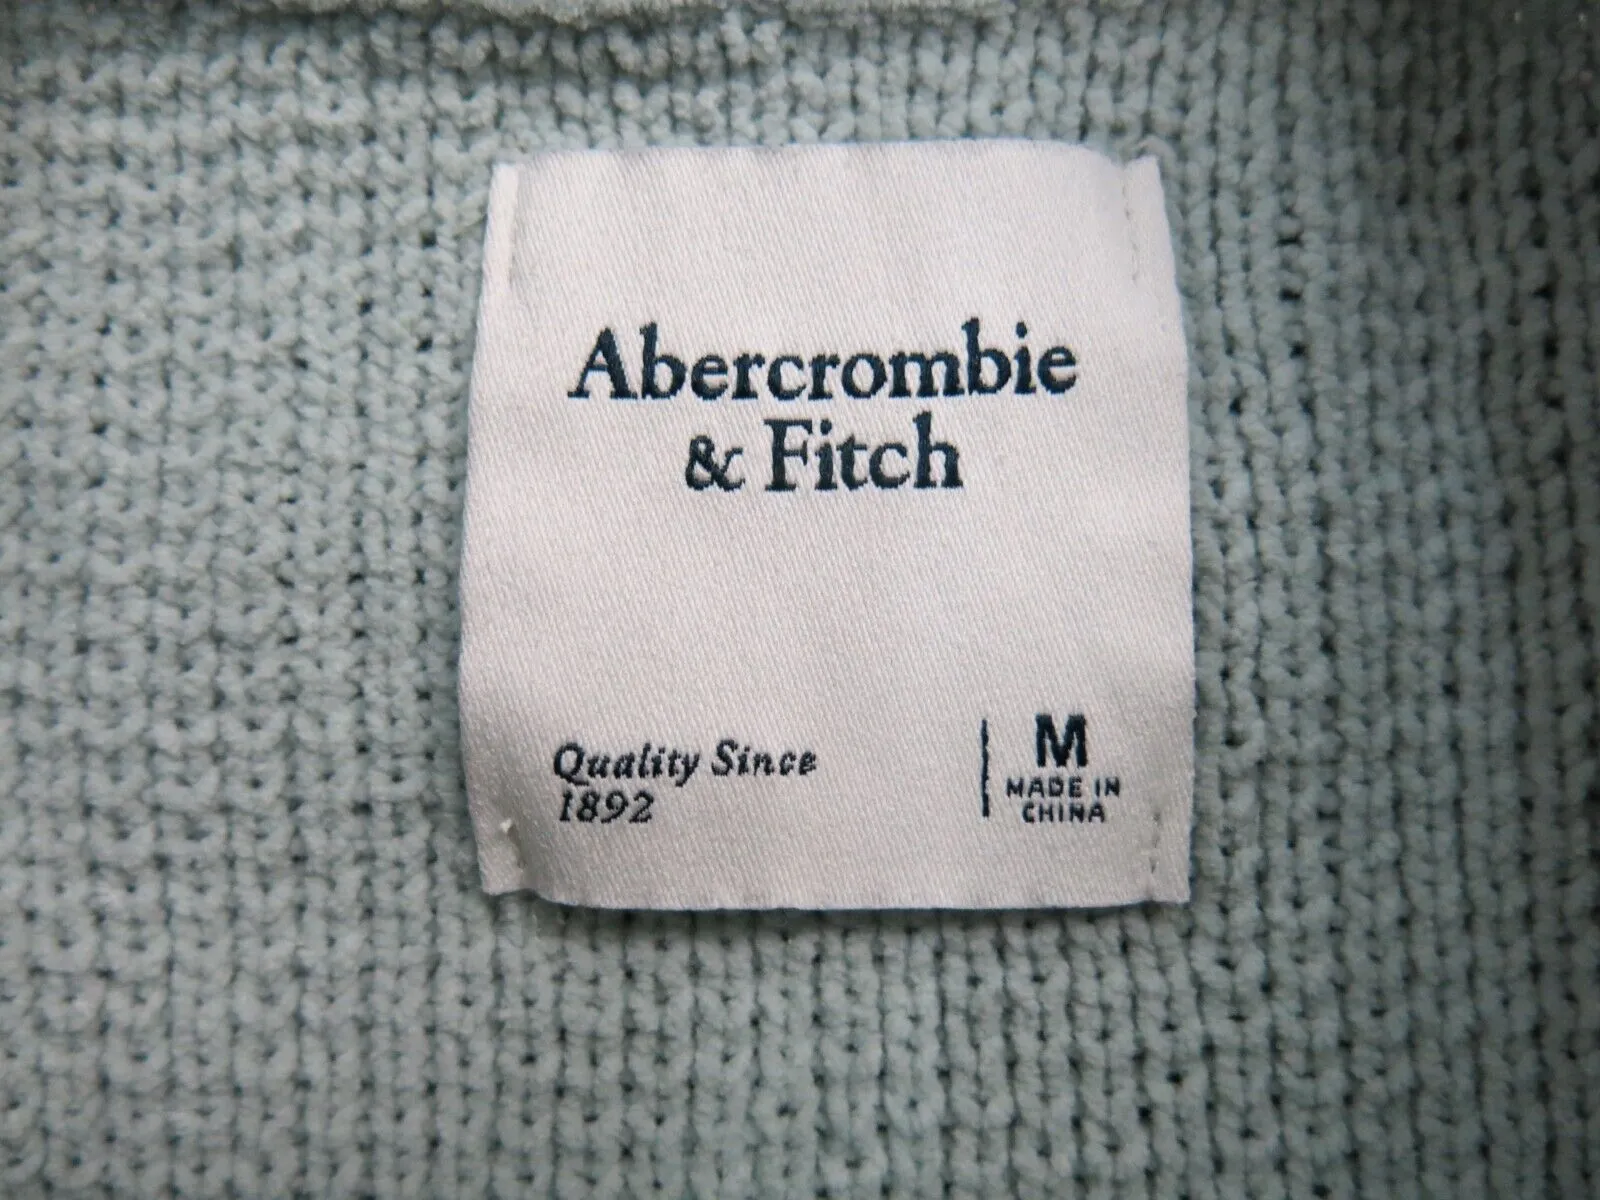 Abercrombie
& Fitch
Quality Since
1892
M
MADE IN
CHINA